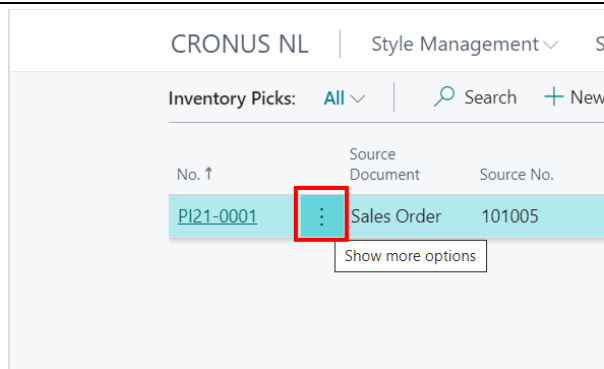 CRONUS NL Style Management S
Inventory Picks: All Search + New
Source
No. ↑ Document Source No.
PI21-0001 Sales Order 101005
Show more options